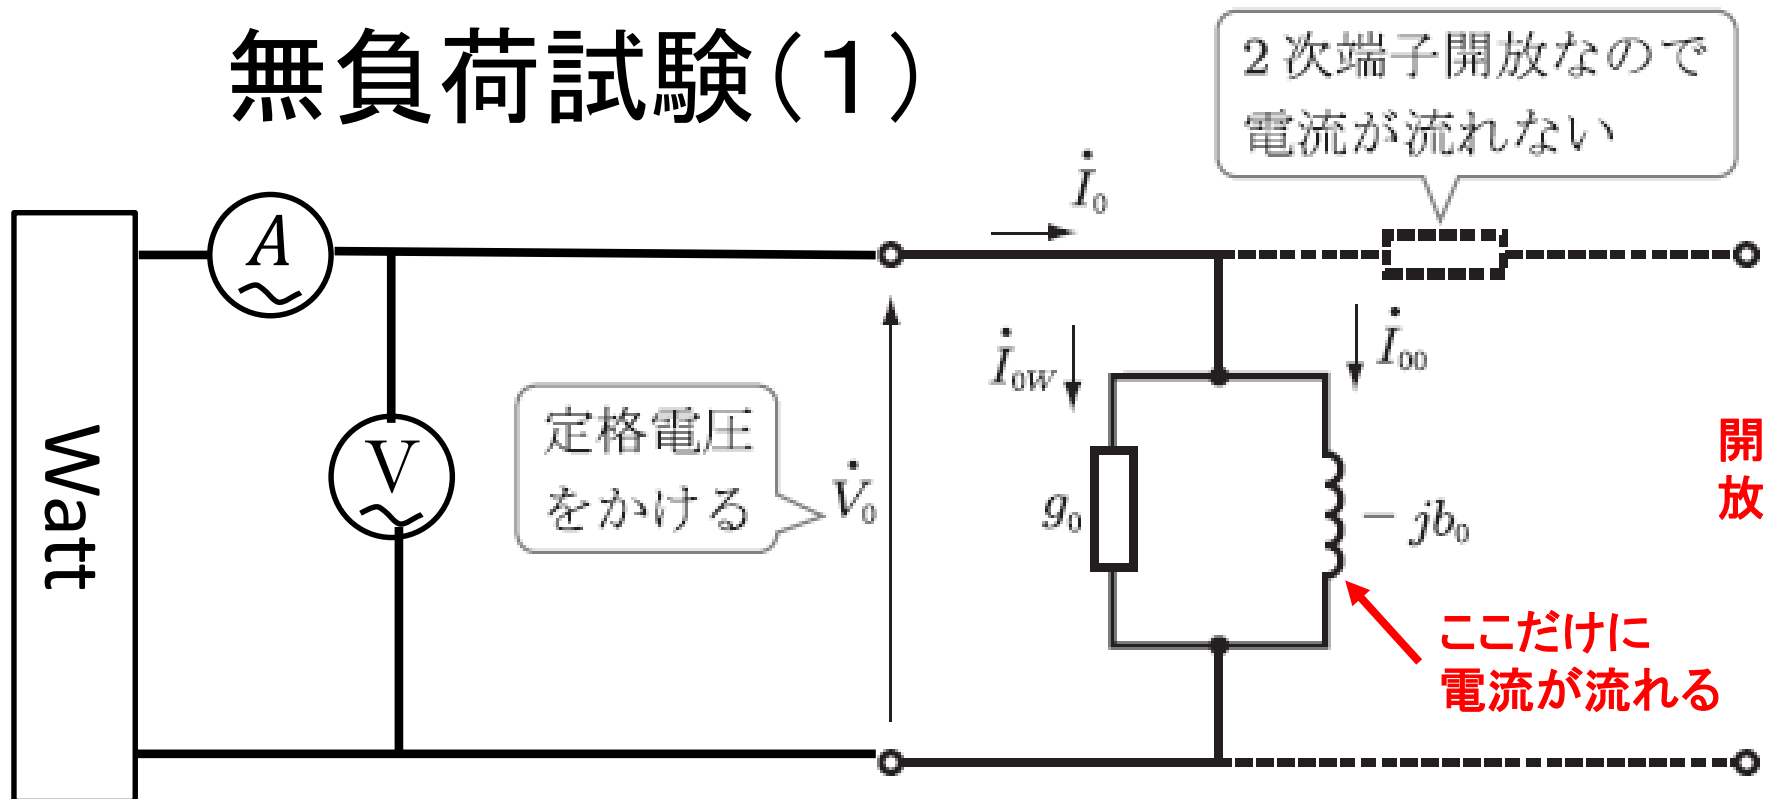 無負荷試験(1)
2次端子開放なので
電流が流れない
İ₀
A
İ₀W
İ₀₀
定格電圧
をかける
V̇₀
V
Watt
g₀
− jb₀
開
放
ここだけに
電流が流れる